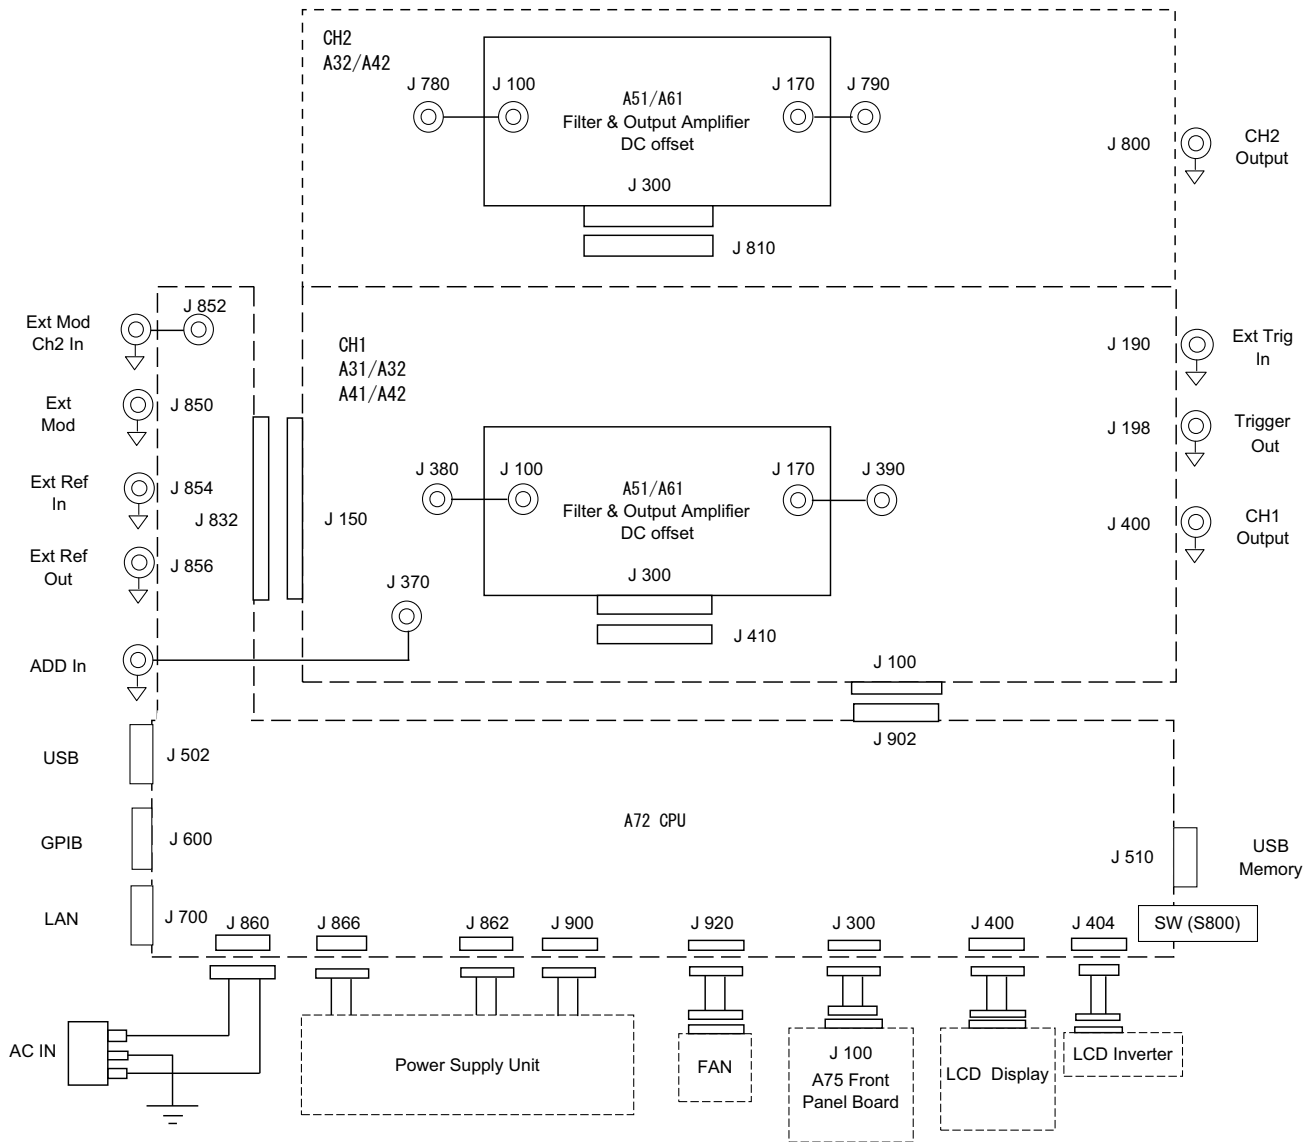 CH2
A32/A42
J 780
J 100
A51/A61
Filter & Output Amplifier
DC offset
J 170
J 790
J 300
J 810
J 800
CH2
Output
Ext Mod
Ch2 In
J 852
Ext
Mod
J 850
Ext Ref
In
J 854
J 832
J 150
Ext Ref
Out
J 856
ADD In
CH1
A31/A32
A41/A42
J 380
J 100
A51/A61
Filter & Output Amplifier
DC offset
J 170
J 390
J 300
J 370
J 410
J 190
Ext Trig
In
J 198
Trigger
Out
J 400
CH1
Output
J 100
J 902
USB
J 502
GPIB
J 600
LAN
J 700
A72 CPU
J 510
USB
Memory
J 860
J 866
J 862
J 900
J 920
J 300
J 400
J 404
SW (S800)
AC IN
Power Supply Unit
FAN
J 100
A75 Front
Panel Board
LCD Display
LCD Inverter